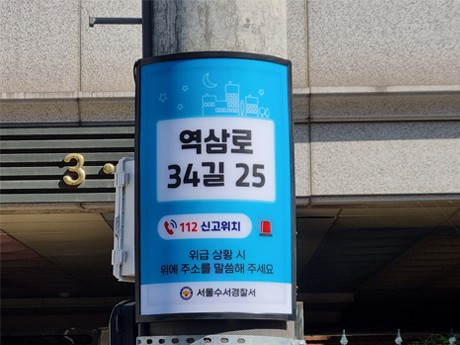 역삼로
34길 25
112 신고위치
위급 상황 시
위에 주소를 말씀해 주세요
서울수서경찰서
3